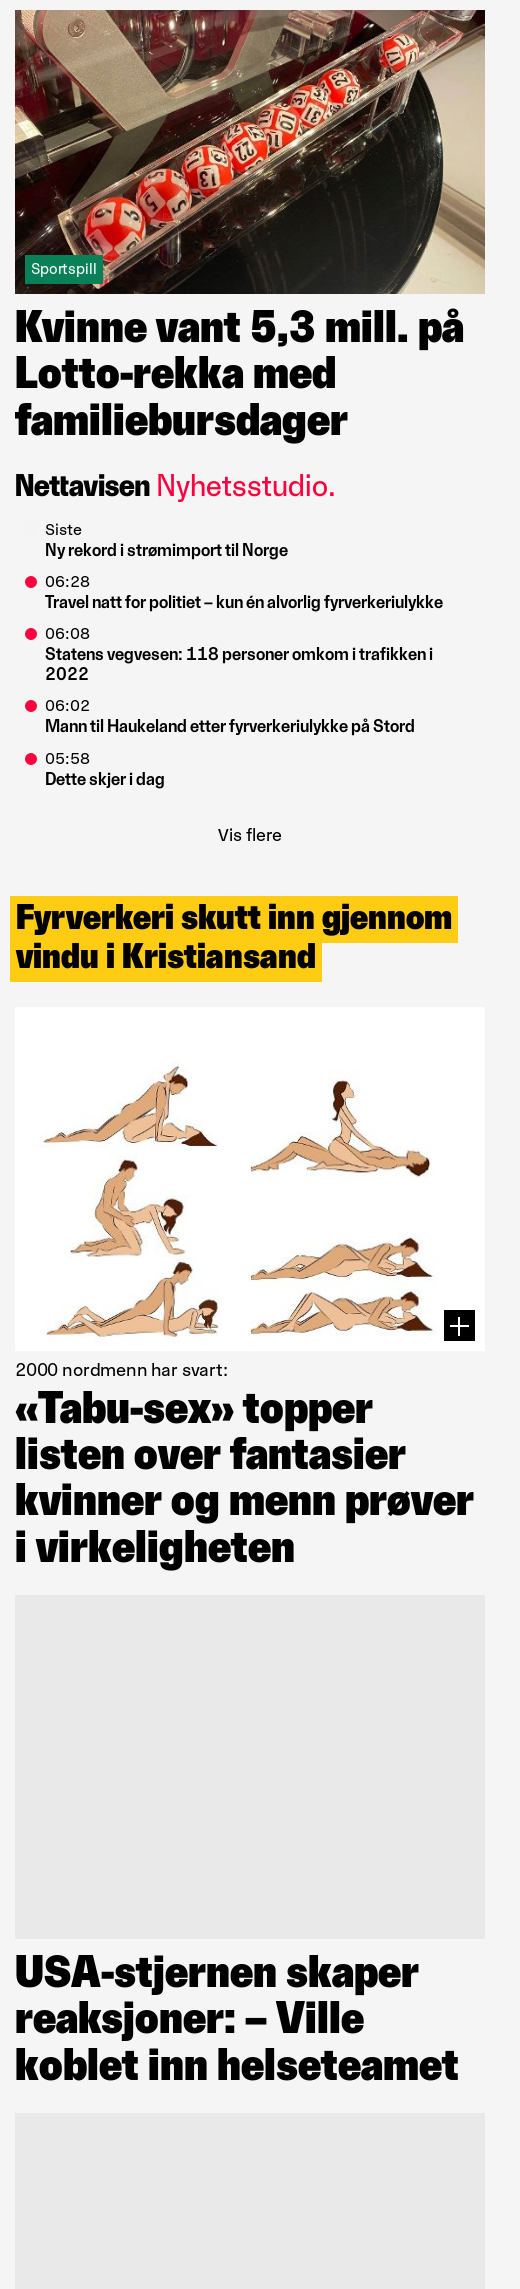 Sportspill
Kvinne vant 5,3 mill. på
Lotto-rekka med
familiebursdager
Nettavisen Nyhetsstudio.
Siste
Ny rekord i strømimport til Norge
06:28
Travel natt for politiet – kun én alvorlig fyrverkeriulykke
06:08
Statens vegvesen: 118 personer omkom i trafikken i
2022
06:02
Mann til Haukeland etter fyrverkeriulykke på Stord
05:58
Dette skjer i dag
Vis flere
Fyrverkeri skutt inn gjennom
vindu i Kristiansand
2000 nordmenn har svart:
«Tabu-sex» topper
listen over fantasier
kvinner og menn prøver
i virkeligheten
USA-stjernen skaper
reaksjoner: – Ville
koblet inn helseteamet